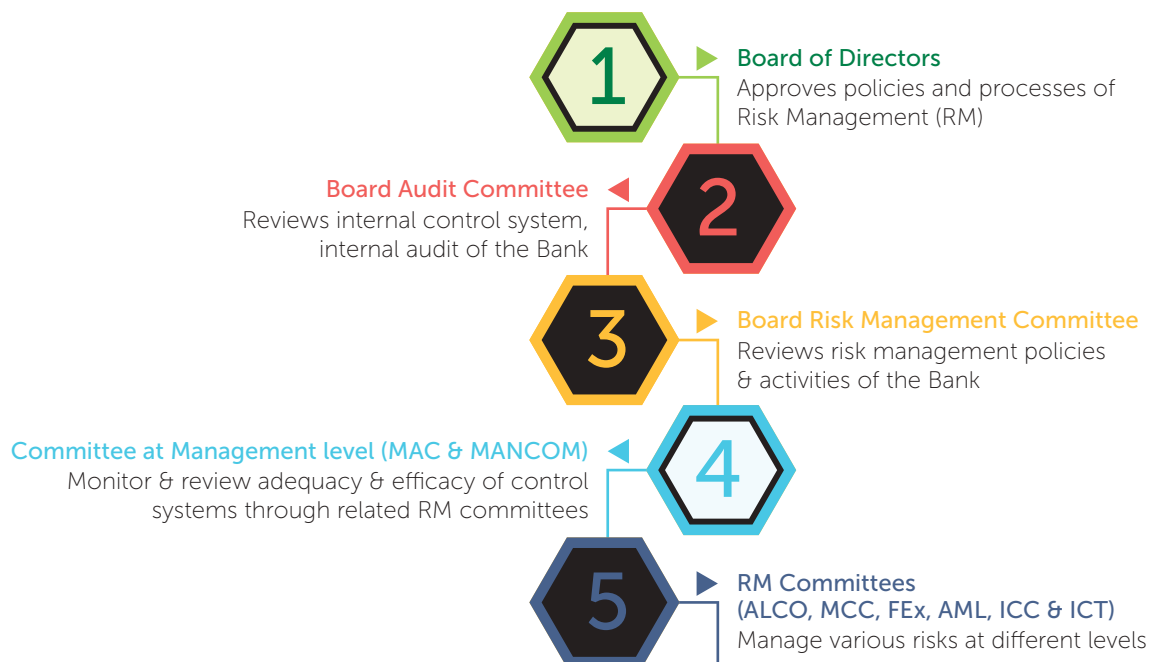 1
Board of Directors
Approves policies and processes of
Risk Management (RM)
2
Board Audit Committee
Reviews internal control system,
internal audit of the Bank
3
Board Risk Management Committee
Reviews risk management policies
& activities of the Bank
4
Committee at Management level (MAC & MANCOM)
Monitor & review adequacy & efficacy of control
systems through related RM committees
5
RM Committees
(ALCO, MCC, FEx, AML, ICC & ICT)
Manage various risks at different levels